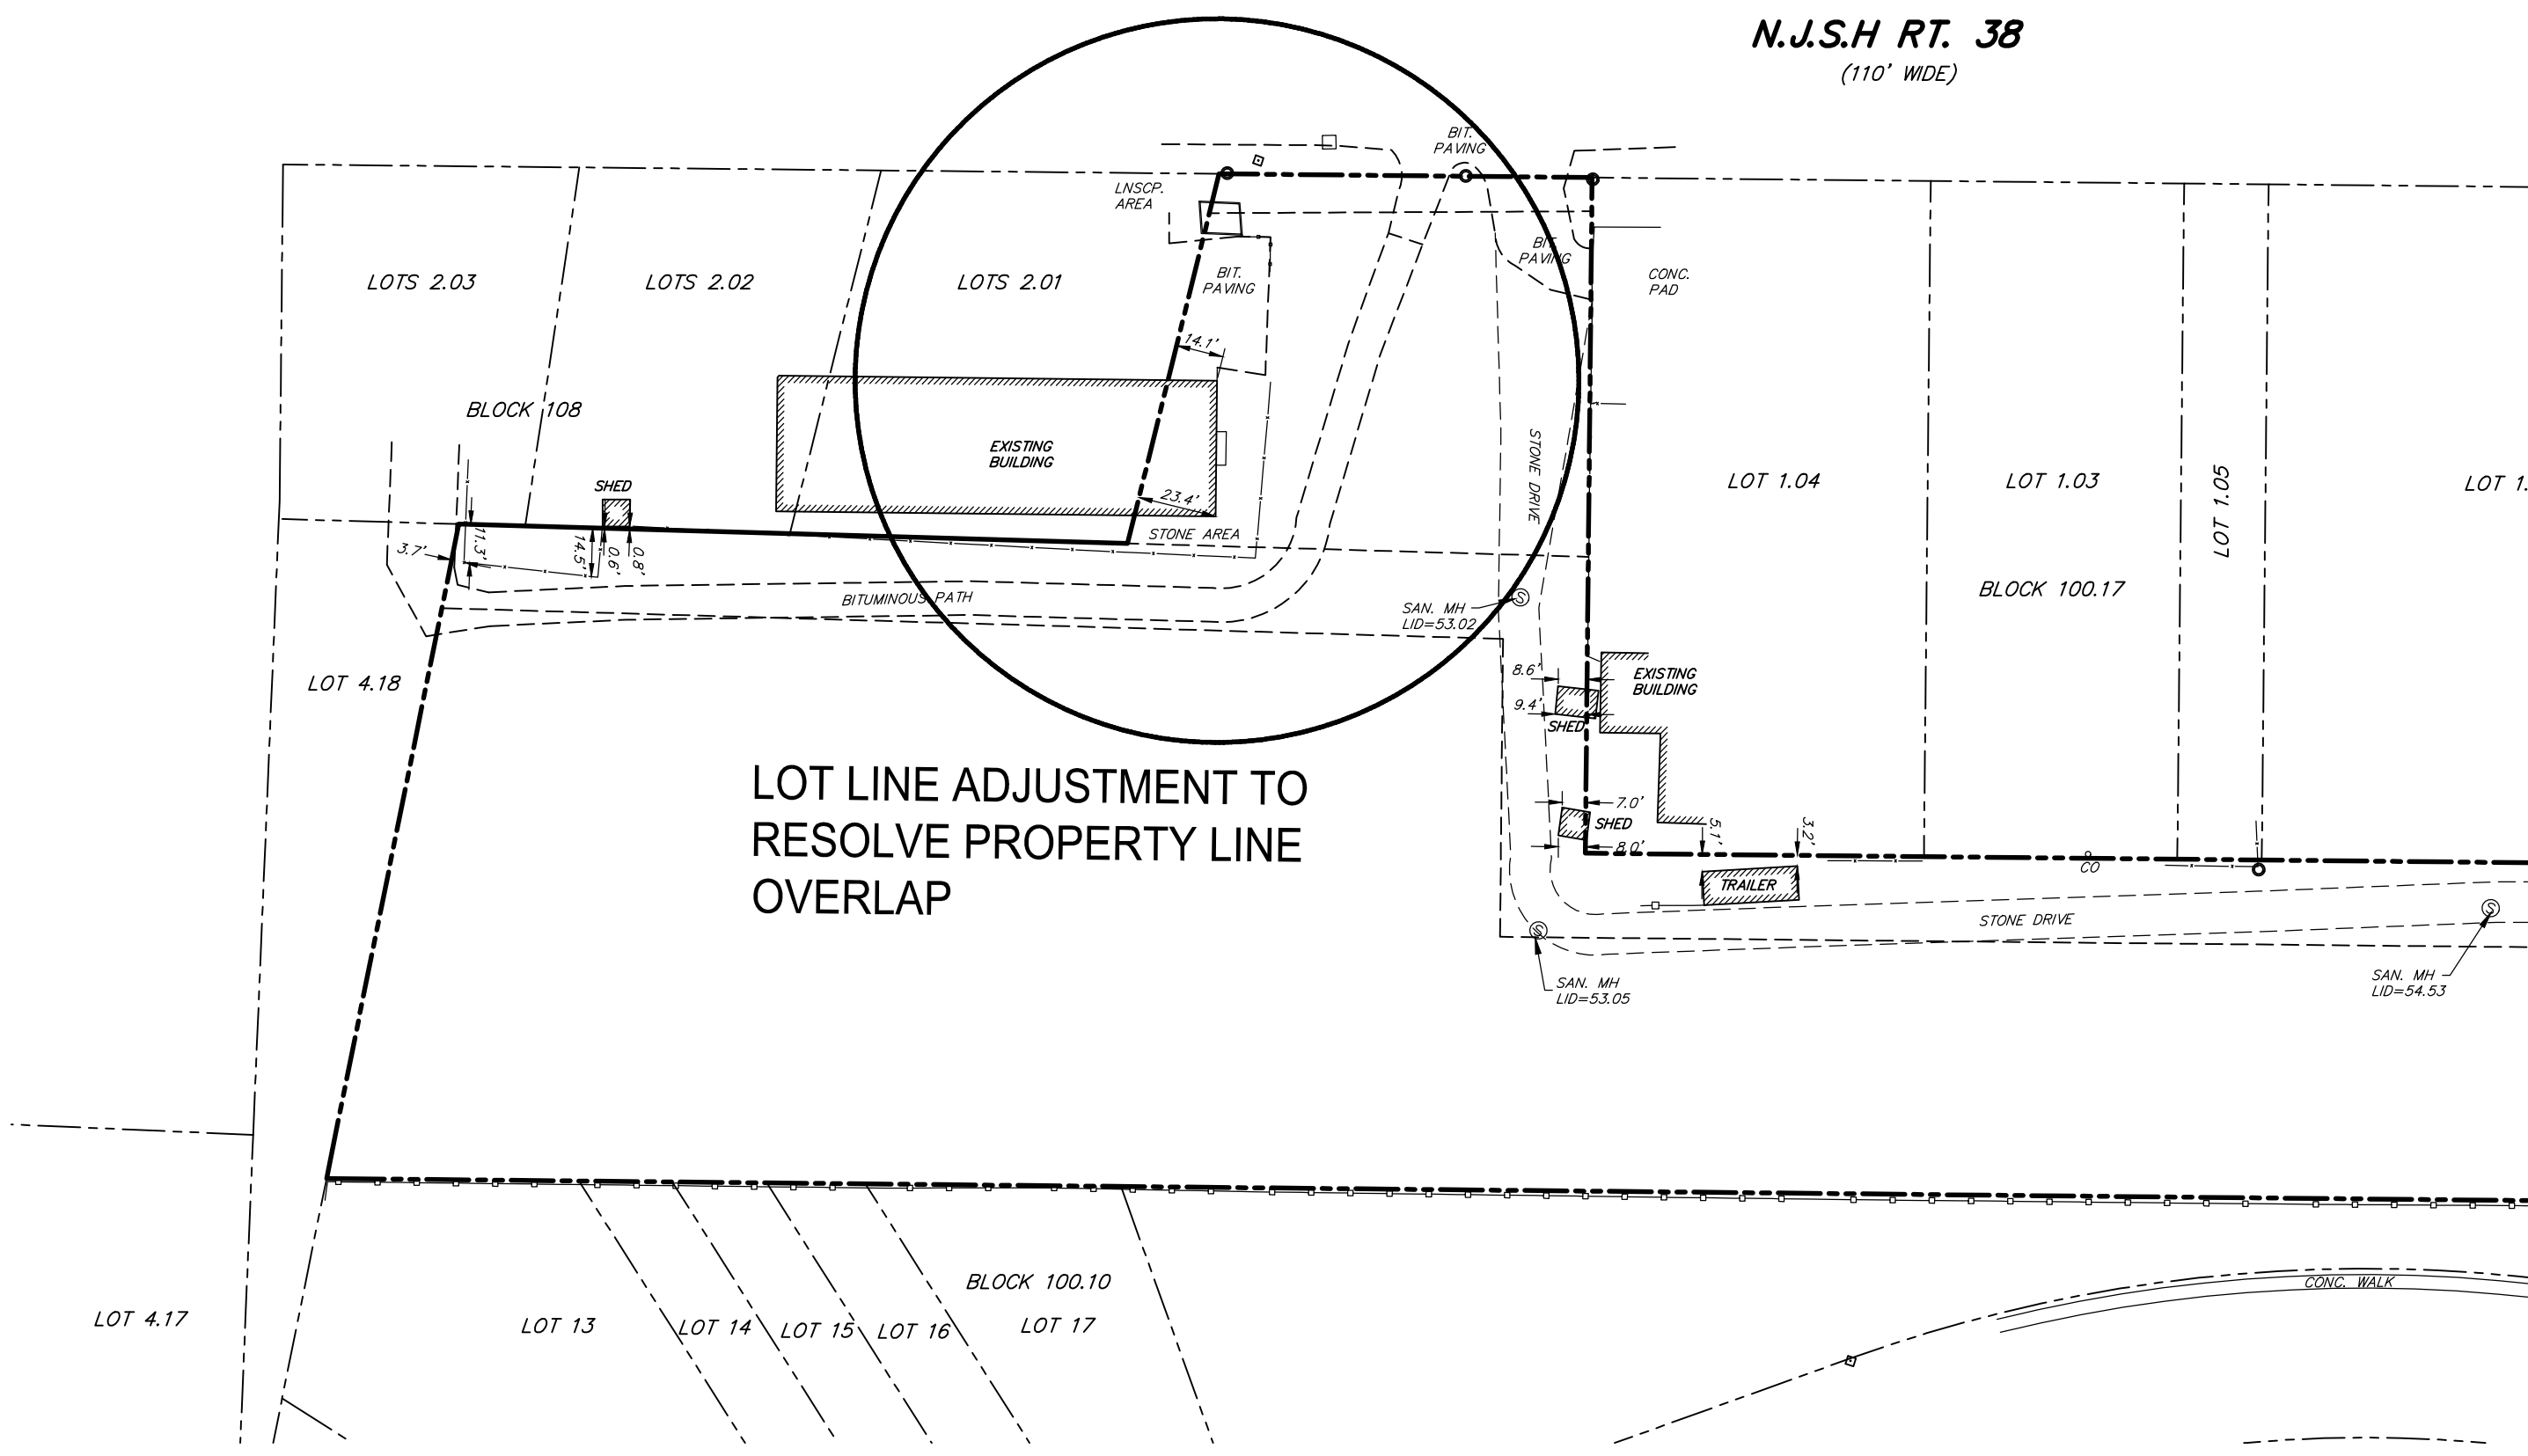 N.J.S.H RT. 38
(110' WIDE)
BIT.
PAVING
LNSCP.
AREA
BIT.
PAVING
BIT.
PAVING
CONC.
PAD
LOTS 2.03
LOTS 2.02
LOTS 2.01
14.1'
BLOCK 108
EXISTING
BUILDING
STONE DRIVE
LOT 1.04
LOT 1.03
LOT 1.05
LOT 1.
SHED
23.4'
STONE AREA
3.7'
11.3'
14.5'
0.6'
0.8'
BITUMINOUS PATH
SAN. MH
LID=53.02
BLOCK 100.17
LOT 4.18
8.6'
9.4'
SHED
EXISTING
BUILDING
LOT LINE ADJUSTMENT TO
RESOLVE PROPERTY LINE
OVERLAP
7.0'
SHED
8.0'
5.1'
3.2'
TRAILER
CO
STONE DRIVE
S
S
S
SAN. MH
LID=53.05
SAN. MH
LID=54.53
BLOCK 100.10
CONC. WALK
LOT 4.17
LOT 13
LOT 14
LOT 15
LOT 16
LOT 17